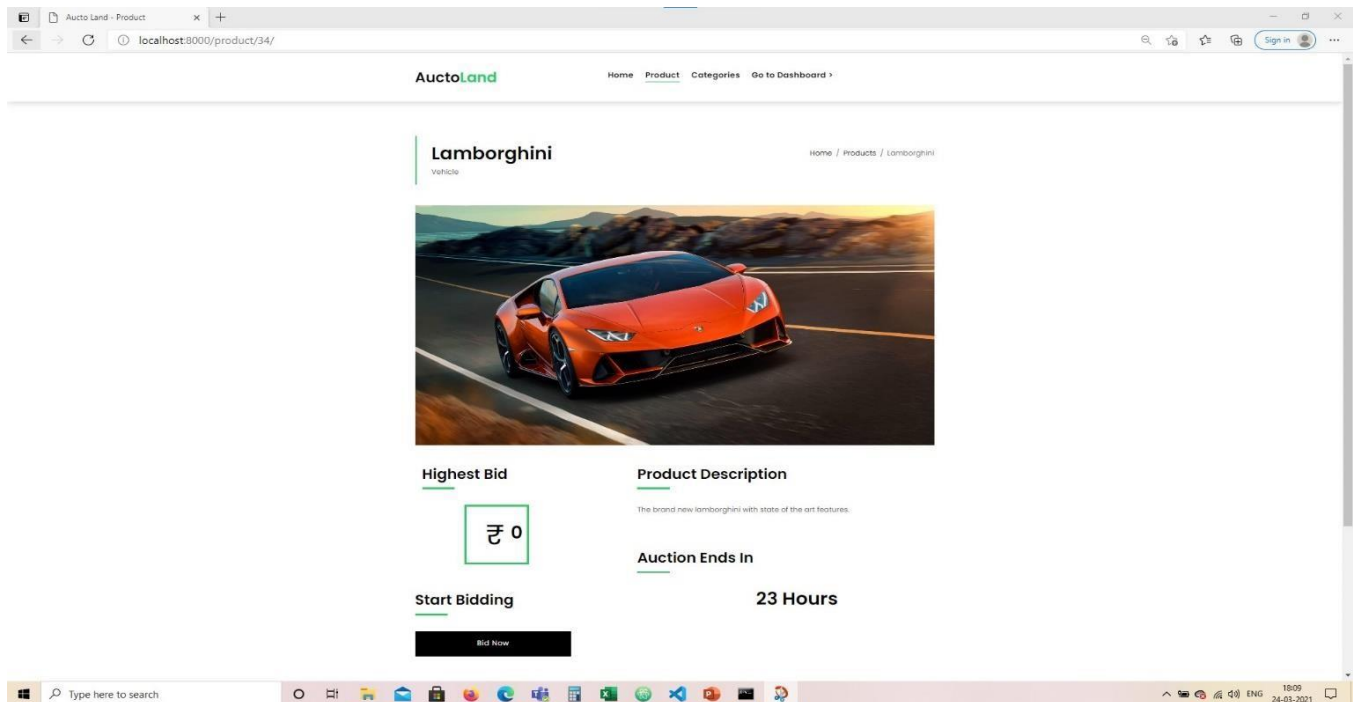 Aucto Land - Product
localhost:8000/product/34/
Sign in
AuctoLand
Home Product Categories Go to Dashboard >
Lamborghini
Vehicle
Home / Products / Lamborghini
Highest Bid
₹ 0
Start Bidding
Bid Now
Product Description
The brand new lamborghini with state of the art features.
Auction Ends In
23 Hours
Type here to search
ENG
18:09
24-03-2021